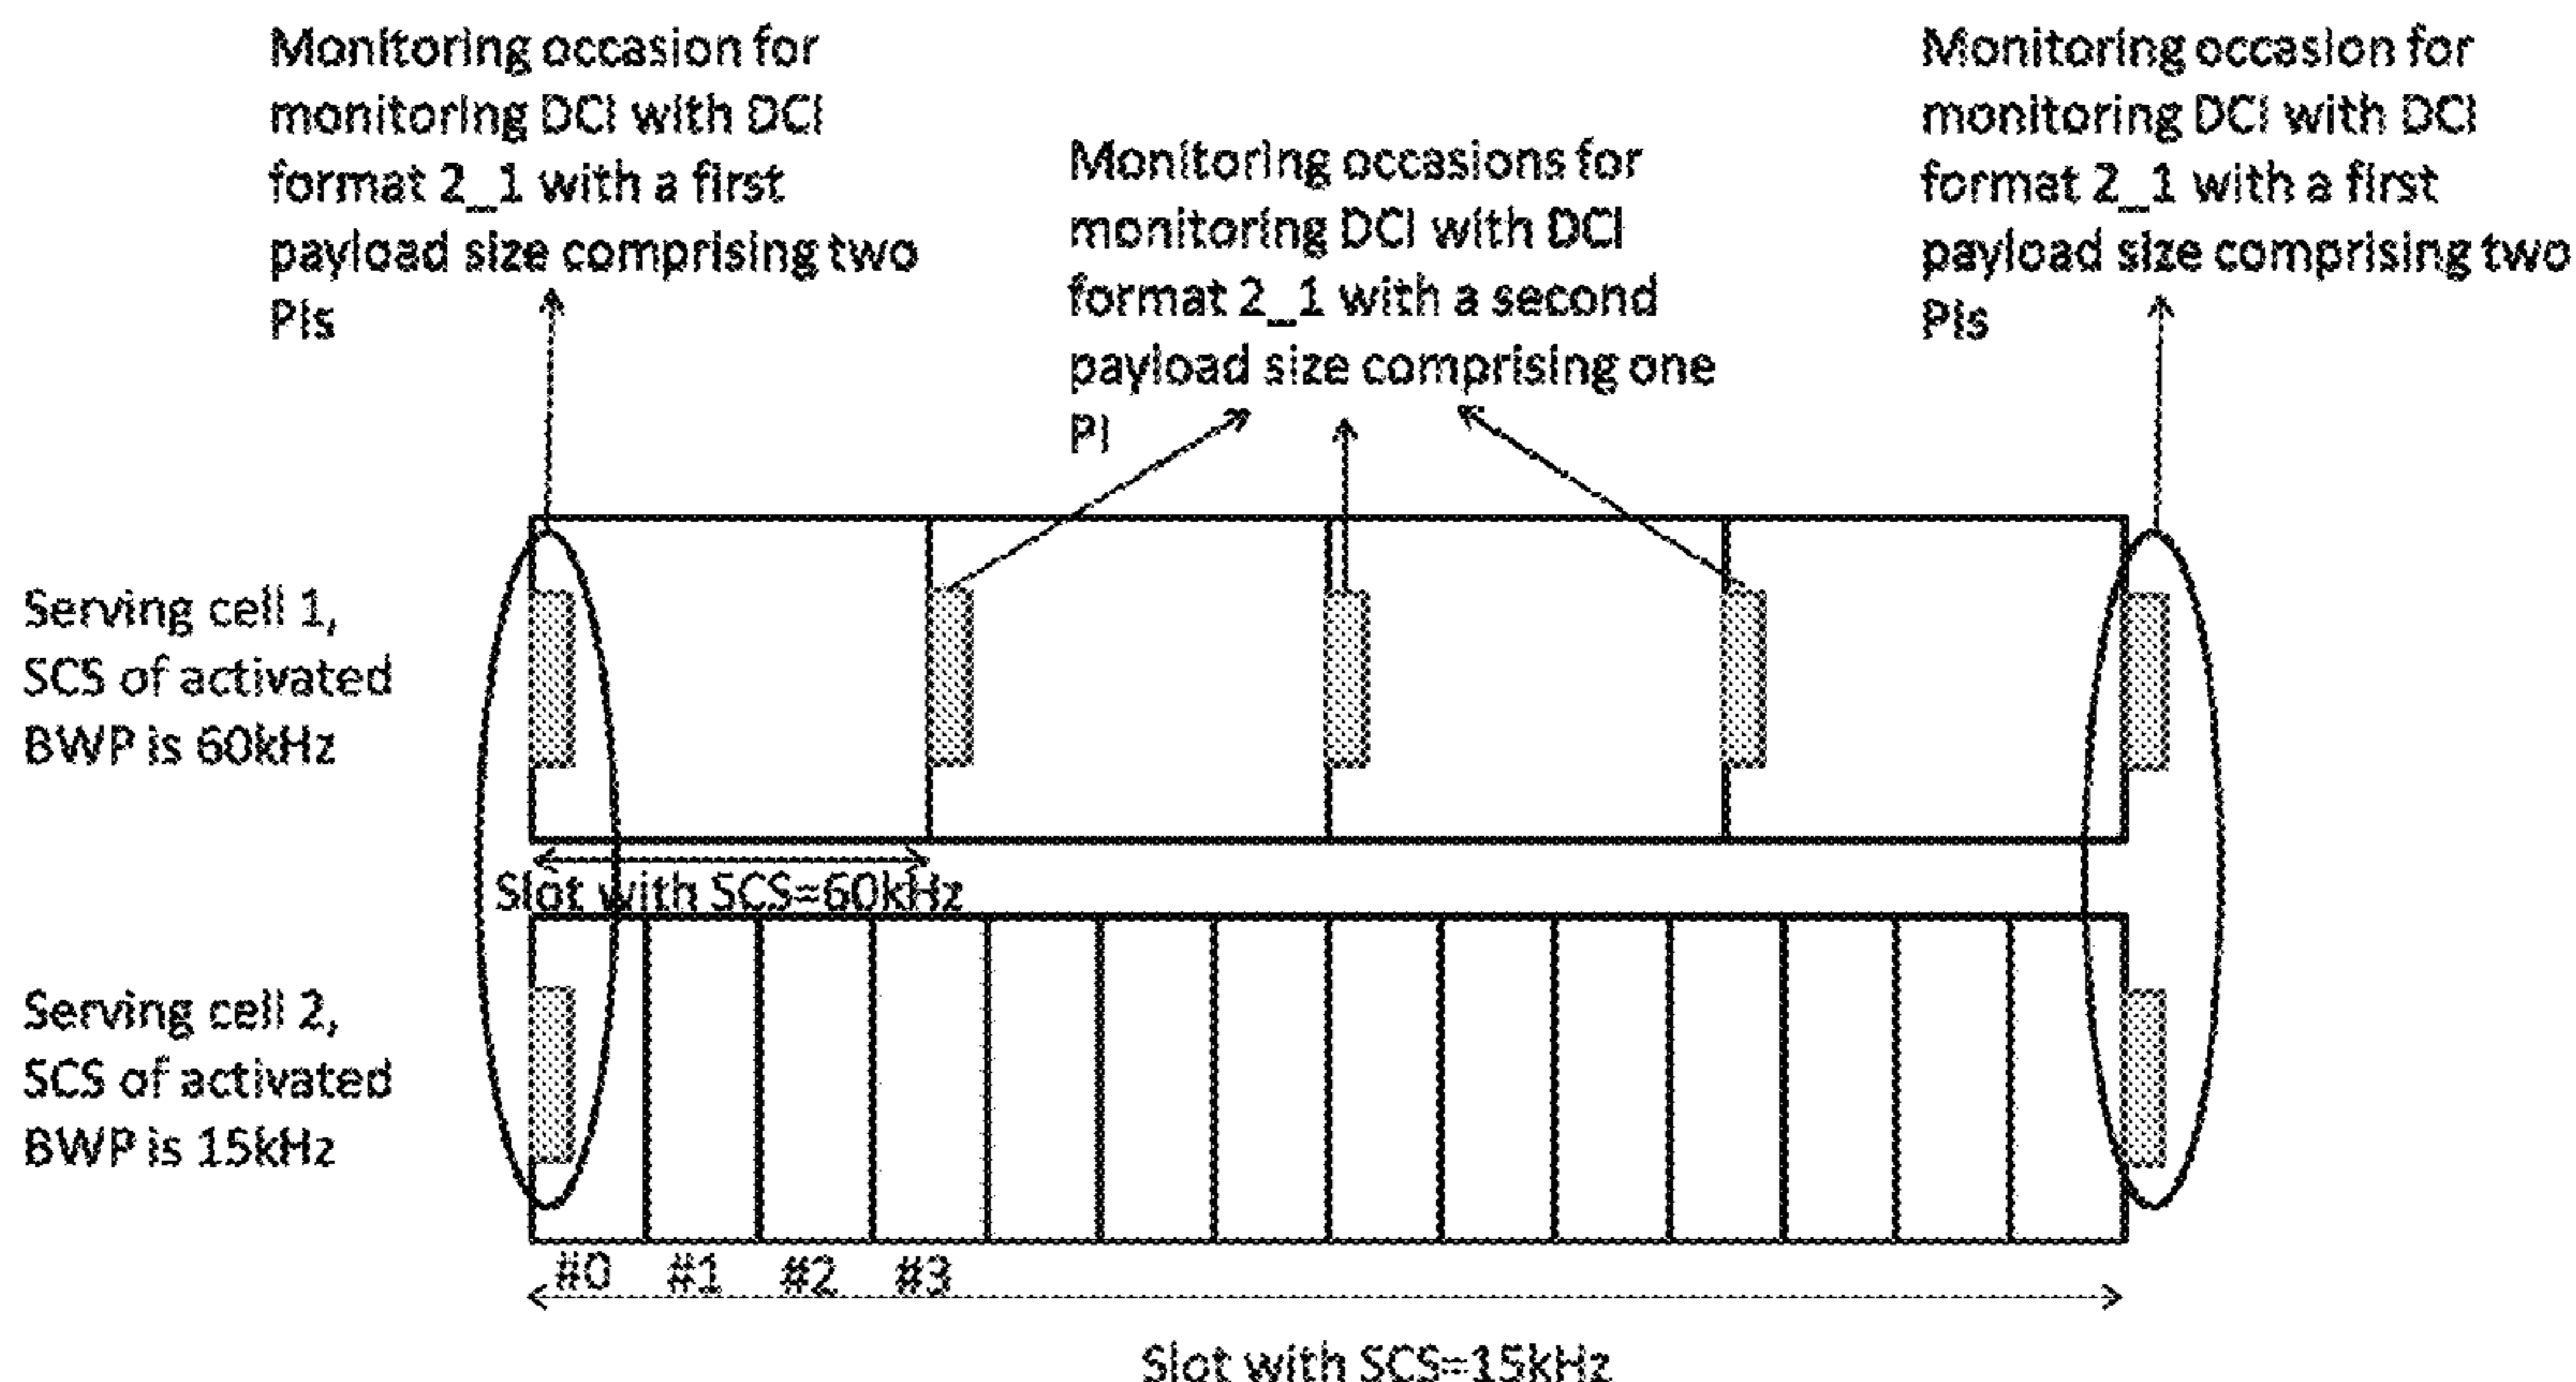 Monitoring occasion for
monitoring DCI with DCI
format 2_1 with a first
payload size comprising two
PIs
Monitoring occasions for
monitoring DCI with DCI
format 2_1 with a second
payload size comprising one
PI
Monitoring occasion for
monitoring DCI with DCI
format 2_1 with a first
payload size comprising two
PIs
Serving cell 1,
SCS of activated
BWP is 60kHz
Slot with SCS=60kHz
Serving cell 2,
SCS of activated
BWP is 15kHz
#0 #1 #2 #3
Slot with SCS=15kHz